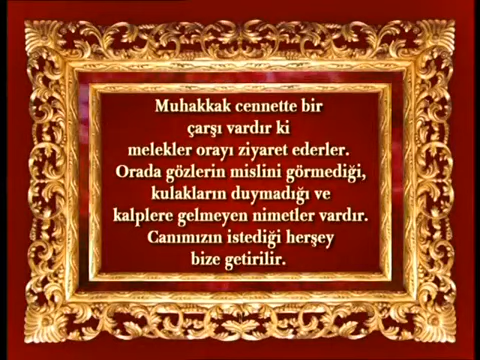 Muhakkak cennette bir
çarşı vardır ki
melekler orayı ziyaret ederler.
Orada gözlerin mislini görmediği,
kulakların duymadığı ve
kalplere gelmeyen nimetler vardır.
Canımızın istediği herşey
bize getirilir.